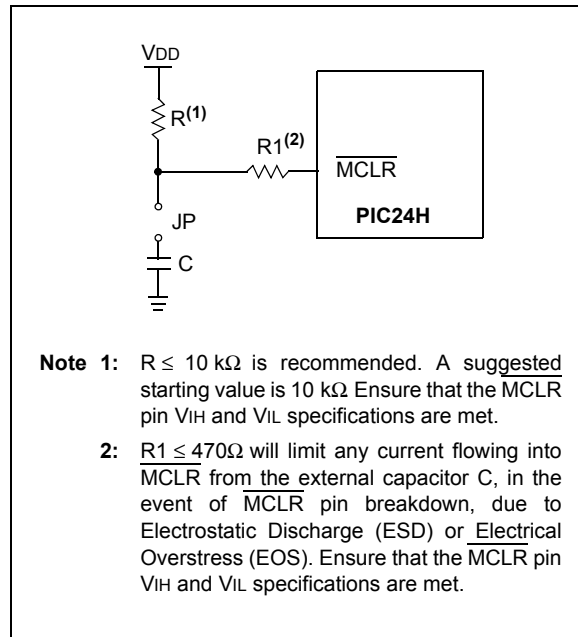 VDD
R(1)
R1(2)
MCLR
PIC24H
JP
C
Note 1: R ≤ 10 kΩ is recommended. A suggested
starting value is 10 kΩ Ensure that the MCLR
pin VIH and VIL specifications are met.
2: R1 ≤ 470Ω will limit any current flowing into
MCLR from the external capacitor C, in the
event of MCLR pin breakdown, due to
Electrostatic Discharge (ESD) or Electrical
Overstress (EOS). Ensure that the MCLR pin
VIH and VIL specifications are met.